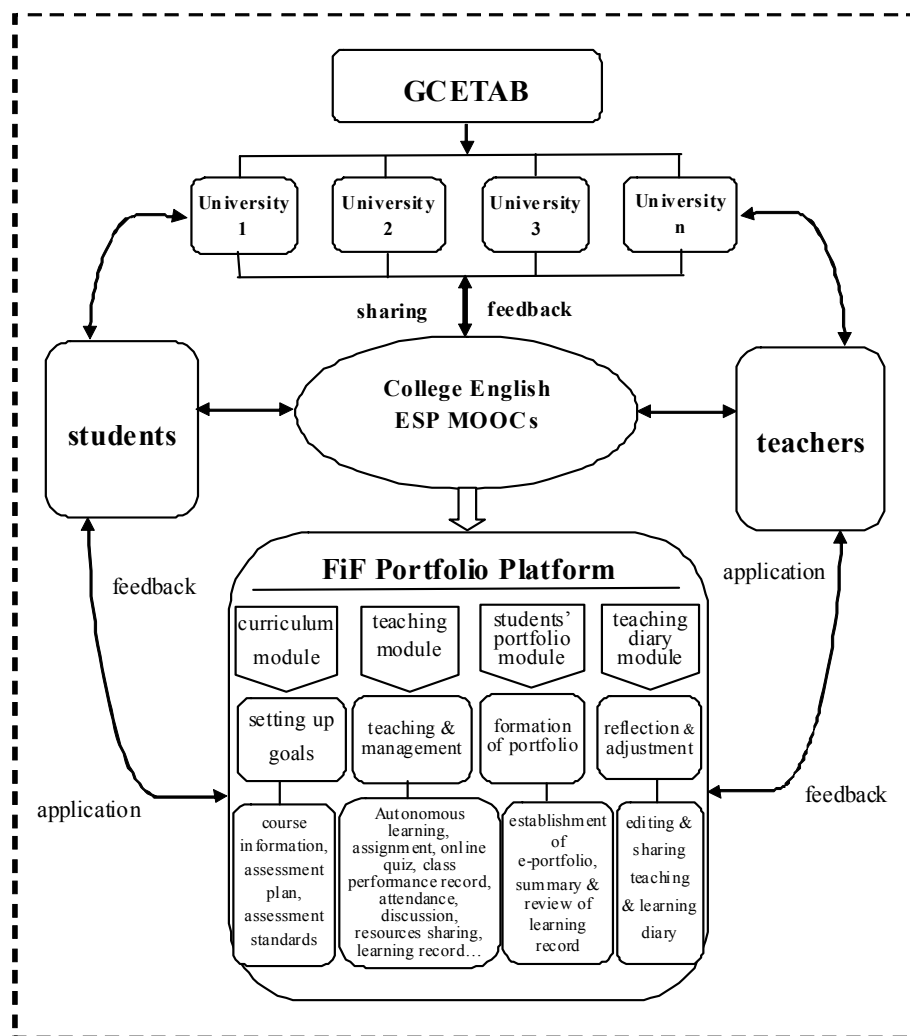 GCETAB
University
1
University
2
University
3
University
n
sharing
feedback
College English
ESP MOOCs
students
teachers
feedback
application
application
feedback
FiF Portfolio Platform
curriculum
module
teaching
module
students’
portfolio
module
teaching
diary
module
setting up
goals
teaching &
management
formation
of portfolio
reflection &
adjustment
course
information,
assessment
plan,
assessment
standards
Autonomous
learning,
assignment, online
quiz, class
performance record,
attendance,
discussion,
resources sharing,
learning record…
establishment
of
e-portfolio,
summary &
review of
learning
record
editing &
sharing
teaching
& learning
diary